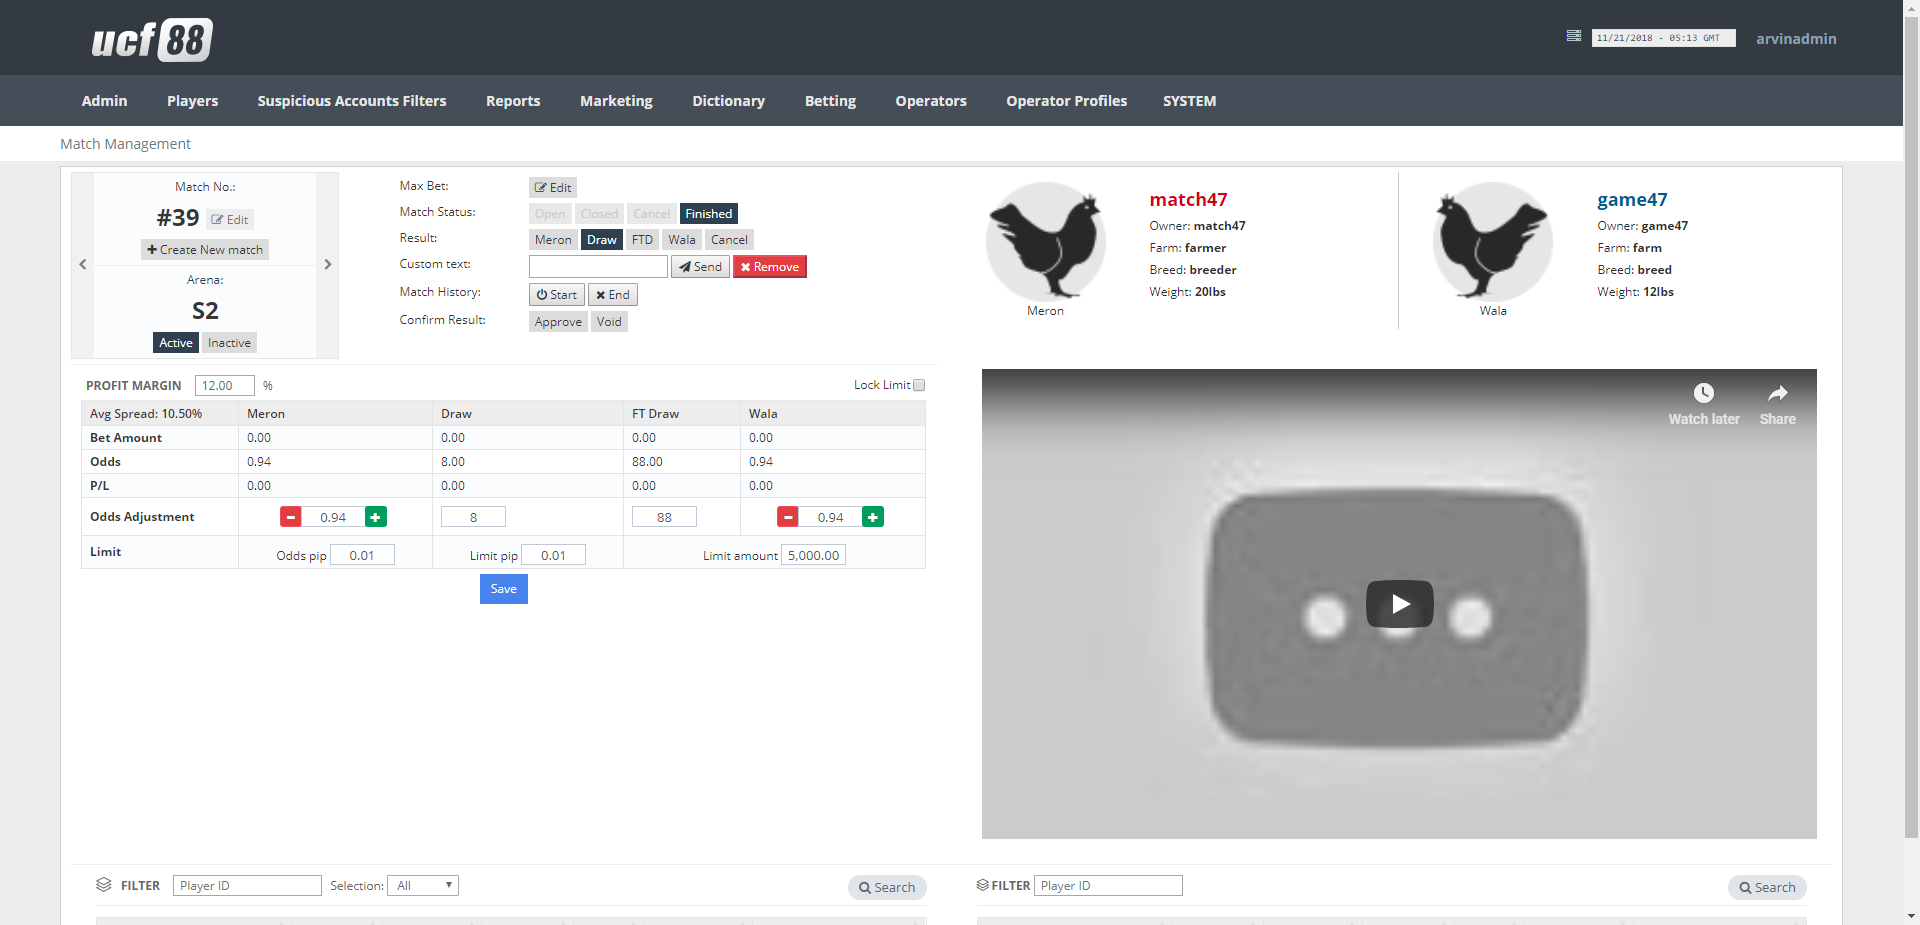 ucf 88
11/21/2018 - 05:13 GMT
arvinadmin
Admin Players Suspicious Accounts Filters Reports Marketing Dictionary Betting Operators Operator Profiles SYSTEM
Match Management
Match No.:
#39 Edit
Create New match
Arena:
S2
Active Inactive
Max Bet: Edit
Match Status: Open Closed Cancel Finished
Result: Meron Draw FTD Wala Cancel
Custom text: Send Remove
Match History: Start End
Confirm Result: Approve Void
Meron
match47
Owner: match47
Farm: farmer
Breed: breeder
Weight: 20lbs
Wala
game47
Owner: game47
Farm: farm
Breed: breed
Weight: 12lbs
PROFIT MARGIN 12.00 % Lock Limit
Avg Spread: 10.50% Meron Draw FT Draw Wala
Bet Amount 0.00 0.00 0.00 0.00
Odds 0.94 8.00 88.00 0.94
P/L 0.00 0.00 0.00 0.00
Odds Adjustment 0.94 8 88 0.94
Limit Odds pip 0.01 Limit pip 0.01 Limit amount 5,000.00
Save
Watch later Share
FILTER Player ID Selection: All Search
FILTER Player ID Search